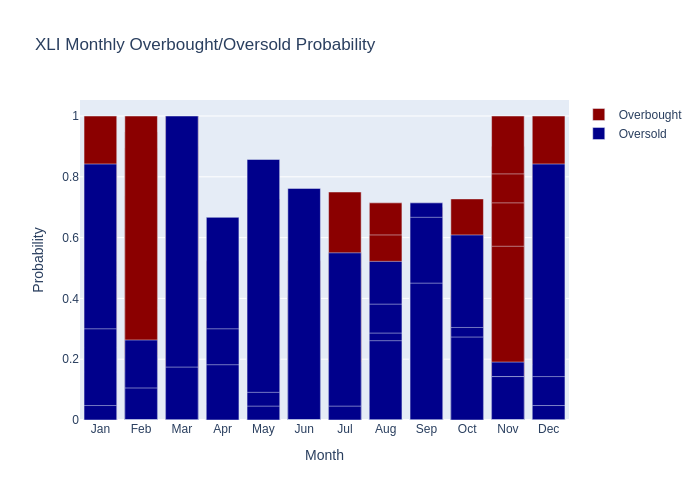 XLI Monthly Overbought/Oversold Probability
Overbought
Oversold
Probability
1
0.8
0.6
0.4
0.2
0
Jan Feb Mar Apr May Jun Jul Aug Sep Oct Nov Dec
Month